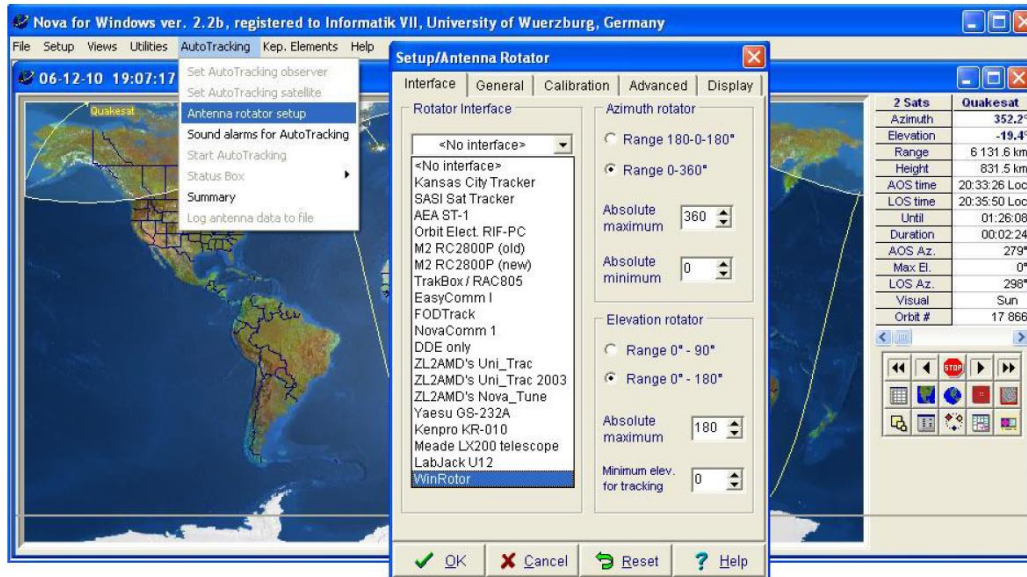 Nova for Windows ver. 2.2b, registered to Informatik VII, University of Wuerzburg, Germany
File Setup Views Utilities AutoTracking Kep. Elements Help
06-12-10 19:07:17
Quakesat
Set AutoTracking observer
Set AutoTracking satellite
Antenna rotator setup
Sound alarms for AutoTracking
Start AutoTracking
Status Box
Summary
Log antenna data to file
Setup/Antenna Rotator
Interface General Calibration Advanced Display
Rotator Interface
<No interface>
<No interface>
Kansas City Tracker
SASI Sat Tracker
AEA ST-1
Orbit Elect. RIF-PC
M2 RC2800P (old)
M2 RC2800P (new)
TrakBox / RAC805
EasyComm I
FODTrack
NovaComm 1
DDE only
ZL2AMD's Uni_Trac
ZL2AMD's Uni_Trac 2003
ZL2AMD's Nova_Tune
Yaesu GS-232A
Kenpro KR-010
Meade LX200 telescope
LabJack U12
WinRotor
Azimuth rotator
Range 180-0-180°
Range 0-360°
Absolute
maximum 360
Absolute
minimum 0
Elevation rotator
Range 0° - 90°
Range 0° - 180°
Absolute
maximum 180
Minimum elev.
for tracking 0
OK Cancel Reset Help
2 Sats Quakesat
Azimuth 352.2°
Elevation -19.4°
Range 6 131.6 km
Height 831.5 km
AOS time 20:33:26 Loc
LOS time 20:35:50 Loc
Until 01:26:08
Duration 00:02:24
AOS Az. 279°
Max El. 0°
LOS Az. 298°
Visual Sun
Orbit # 17 866
STOP